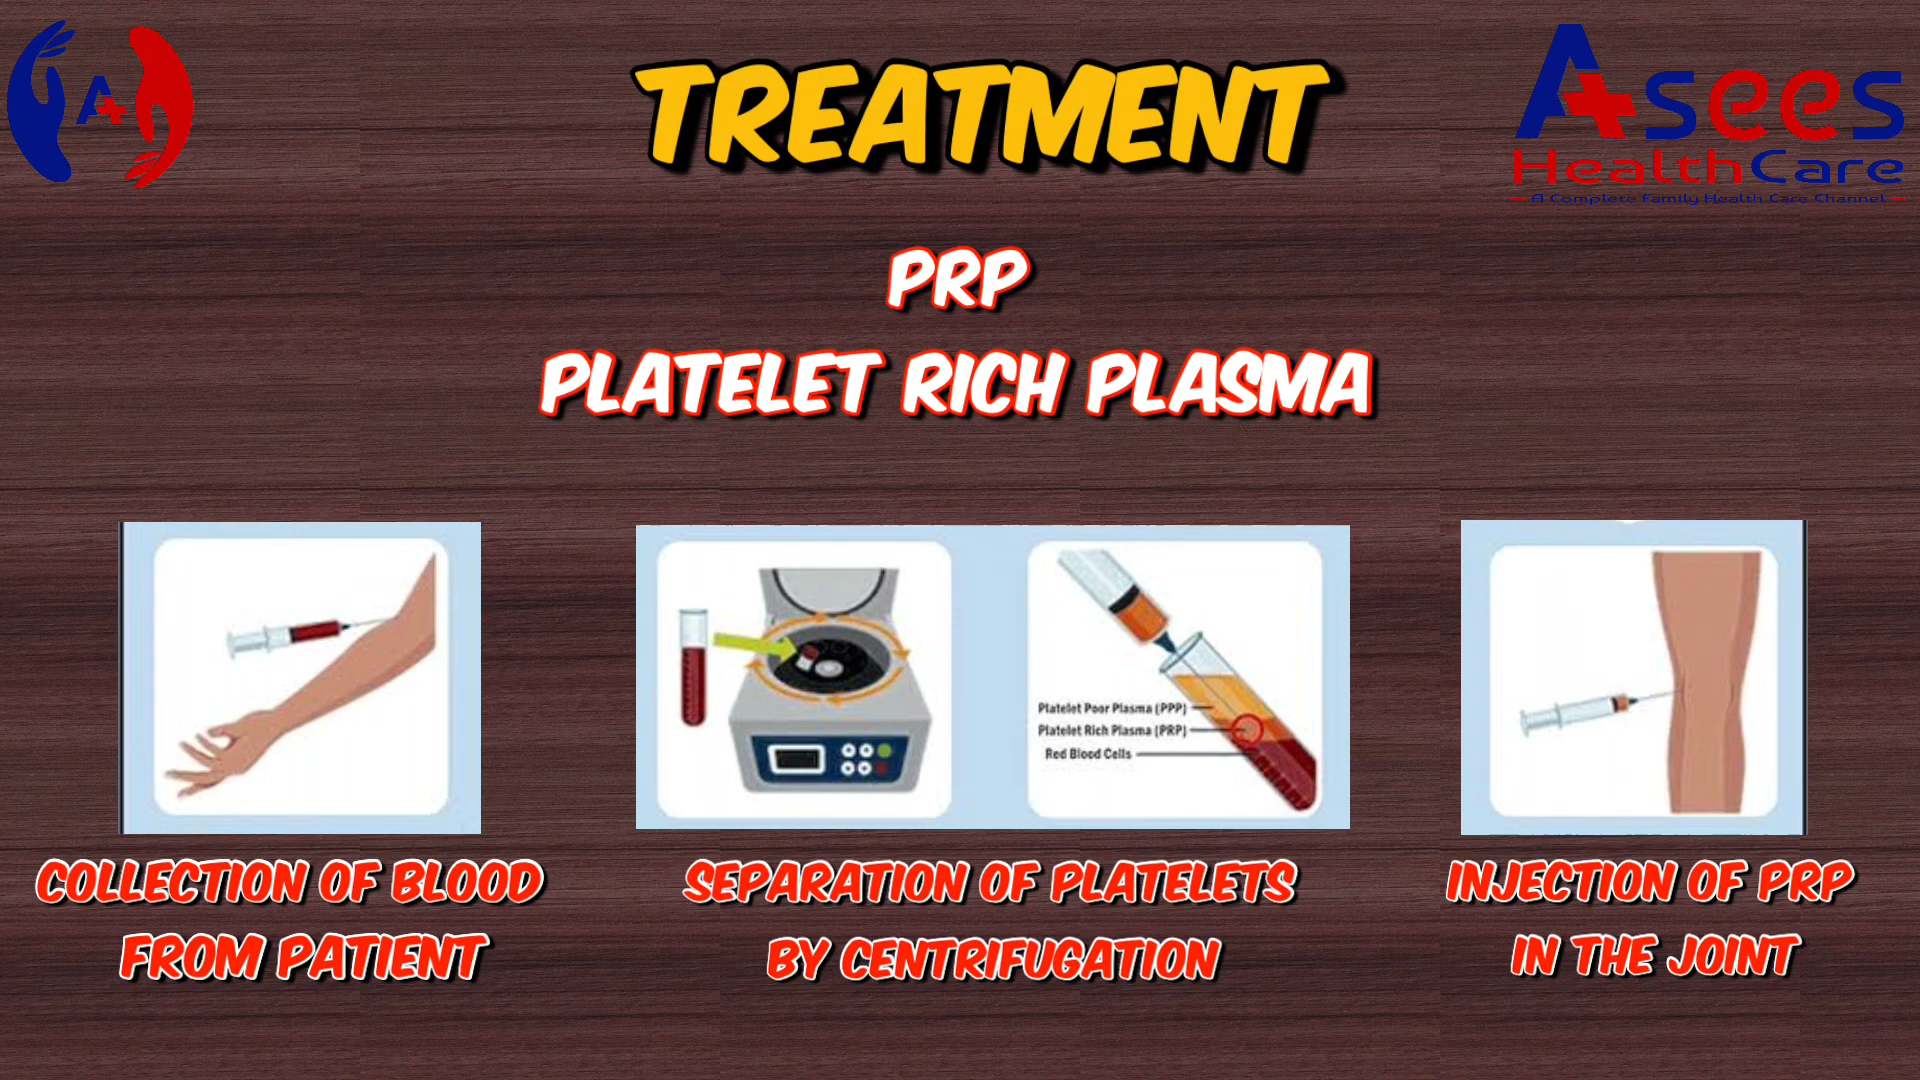 A
TREATMENT
Asees
HealthCare
A Complete Family Health Care Channel
PRP
PLATELET RICH PLASMA
Platelet Poor Plasma (PPP)
Platelet Rich Plasma (PRP)
Red Blood Cells
COLLECTION OF BLOOD
FROM PATIENT
SEPARATION OF PLATELETS
BY CENTRIFUGATION
INJECTION OF PRP
IN THE JOINT